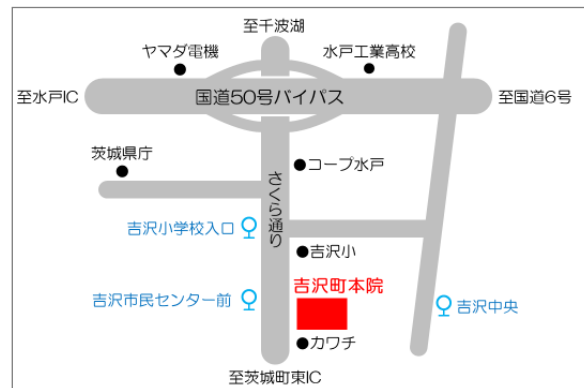 至千波湖
ヤマダ電機
水戸工業高校
至水戸IC
国道50号バイパス
至国道6号
茨城県庁
コープ水戸
さくら通り
吉沢小学校入口
吉沢小
吉沢町本院
吉沢市民センター前
吉沢中央
カワチ
至茨城町東IC